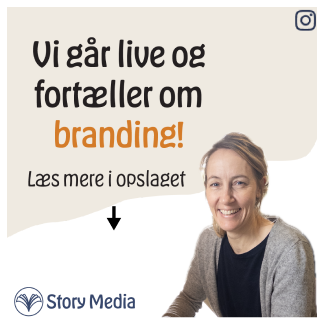 Vi går live og
fortæller om
branding!
Læs mere i opslaget
Story Media